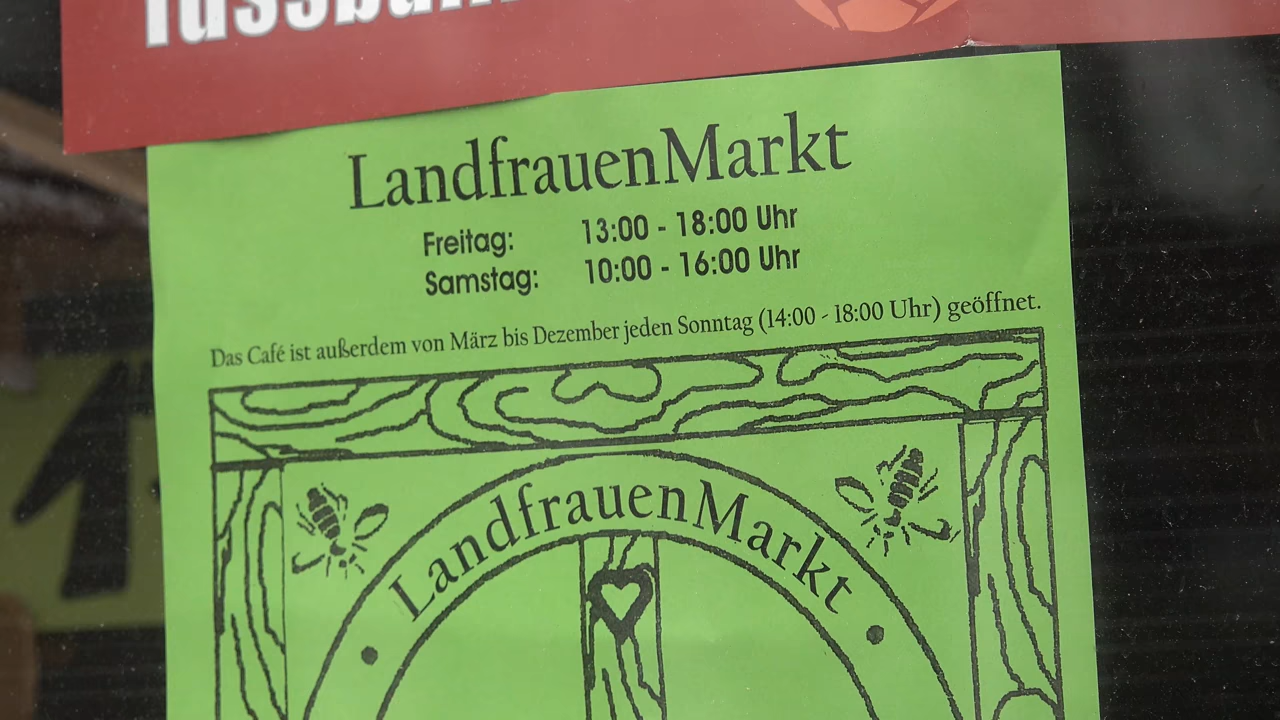 LandfrauenMarkt
Freitag: 13:00 - 18:00 Uhr
Samstag: 10:00 - 16:00 Uhr
Das Café ist außerdem von März bis Dezember jeden Sonntag (14:00 - 18:00 Uhr) geöffnet.
LandfrauenMarkt